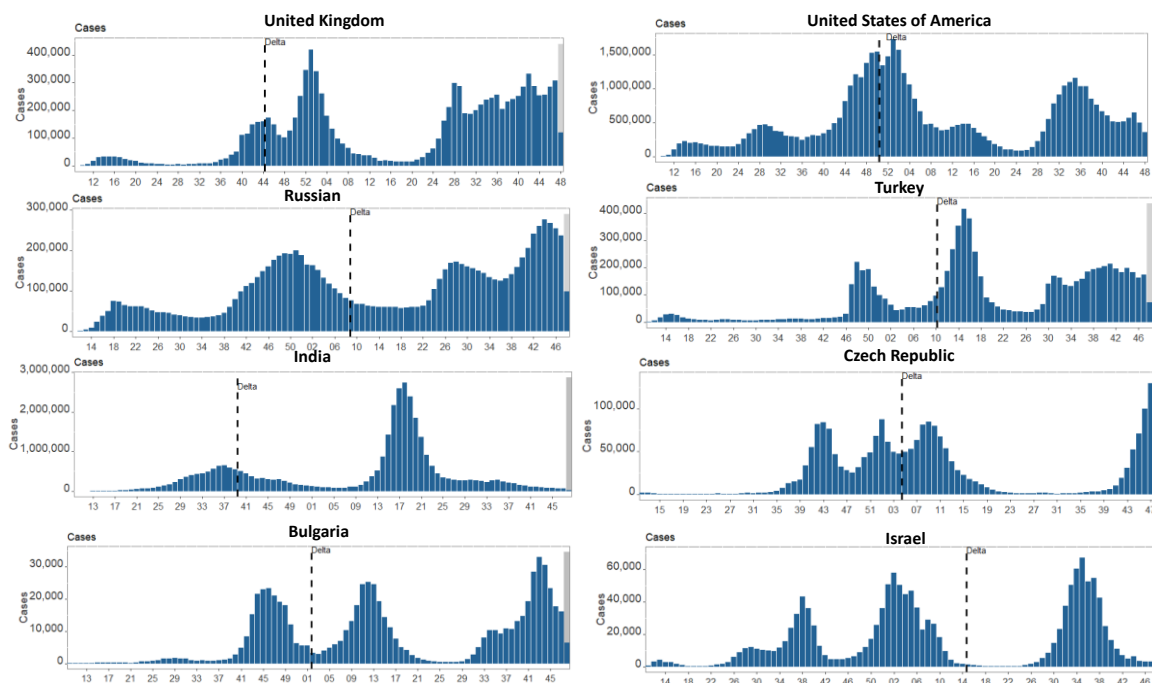 United Kingdom
Cases
Delta
Cases
400,000
300,000
200,000
100,000
0
12 16 20 24 28 32 36 40 44 48 52 04 08 12 16 20 24 28 32 36 40 44 48
United States of America
Cases
Delta
Cases
1,500,000
1,000,000
500,000
0
12 16 20 24 28 32 36 40 44 48 52 04 08 12 16 20 24 28 32 36 40 44 48
Russian
Cases
Delta
Cases
300,000
200,000
100,000
0
14 18 22 26 30 34 38 42 46 50 02 06 10 14 18 22 26 30 34 38 42 46
Turkey
Cases
Delta
Cases
400,000
300,000
200,000
100,000
0
14 18 22 26 30 34 38 42 46 50 02 06 10 14 18 22 26 30 34 38 42 46
India
Cases
Delta
Cases
3,000,000
2,000,000
1,000,000
0
13 17 21 25 29 33 37 41 45 49 01 05 09 13 17 21 25 29 33 37 41 45
Czech Republic
Cases
Delta
Cases
100,000
50,000
0
15 19 23 27 31 35 39 43 47 51 03 07 11 15 19 23 27 31 35 39 43 47
Bulgaria
Cases
Delta
Cases
30,000
20,000
10,000
0
13 17 21 25 29 33 37 41 45 49 01 05 09 13 17 21 25 29 33 37 41 45
Israel
Cases
Delta
Cases
60,000
40,000
20,000
0
14 18 22 26 30 34 38 42 46 50 02 06 10 14 18 22 26 30 34 38 42 46